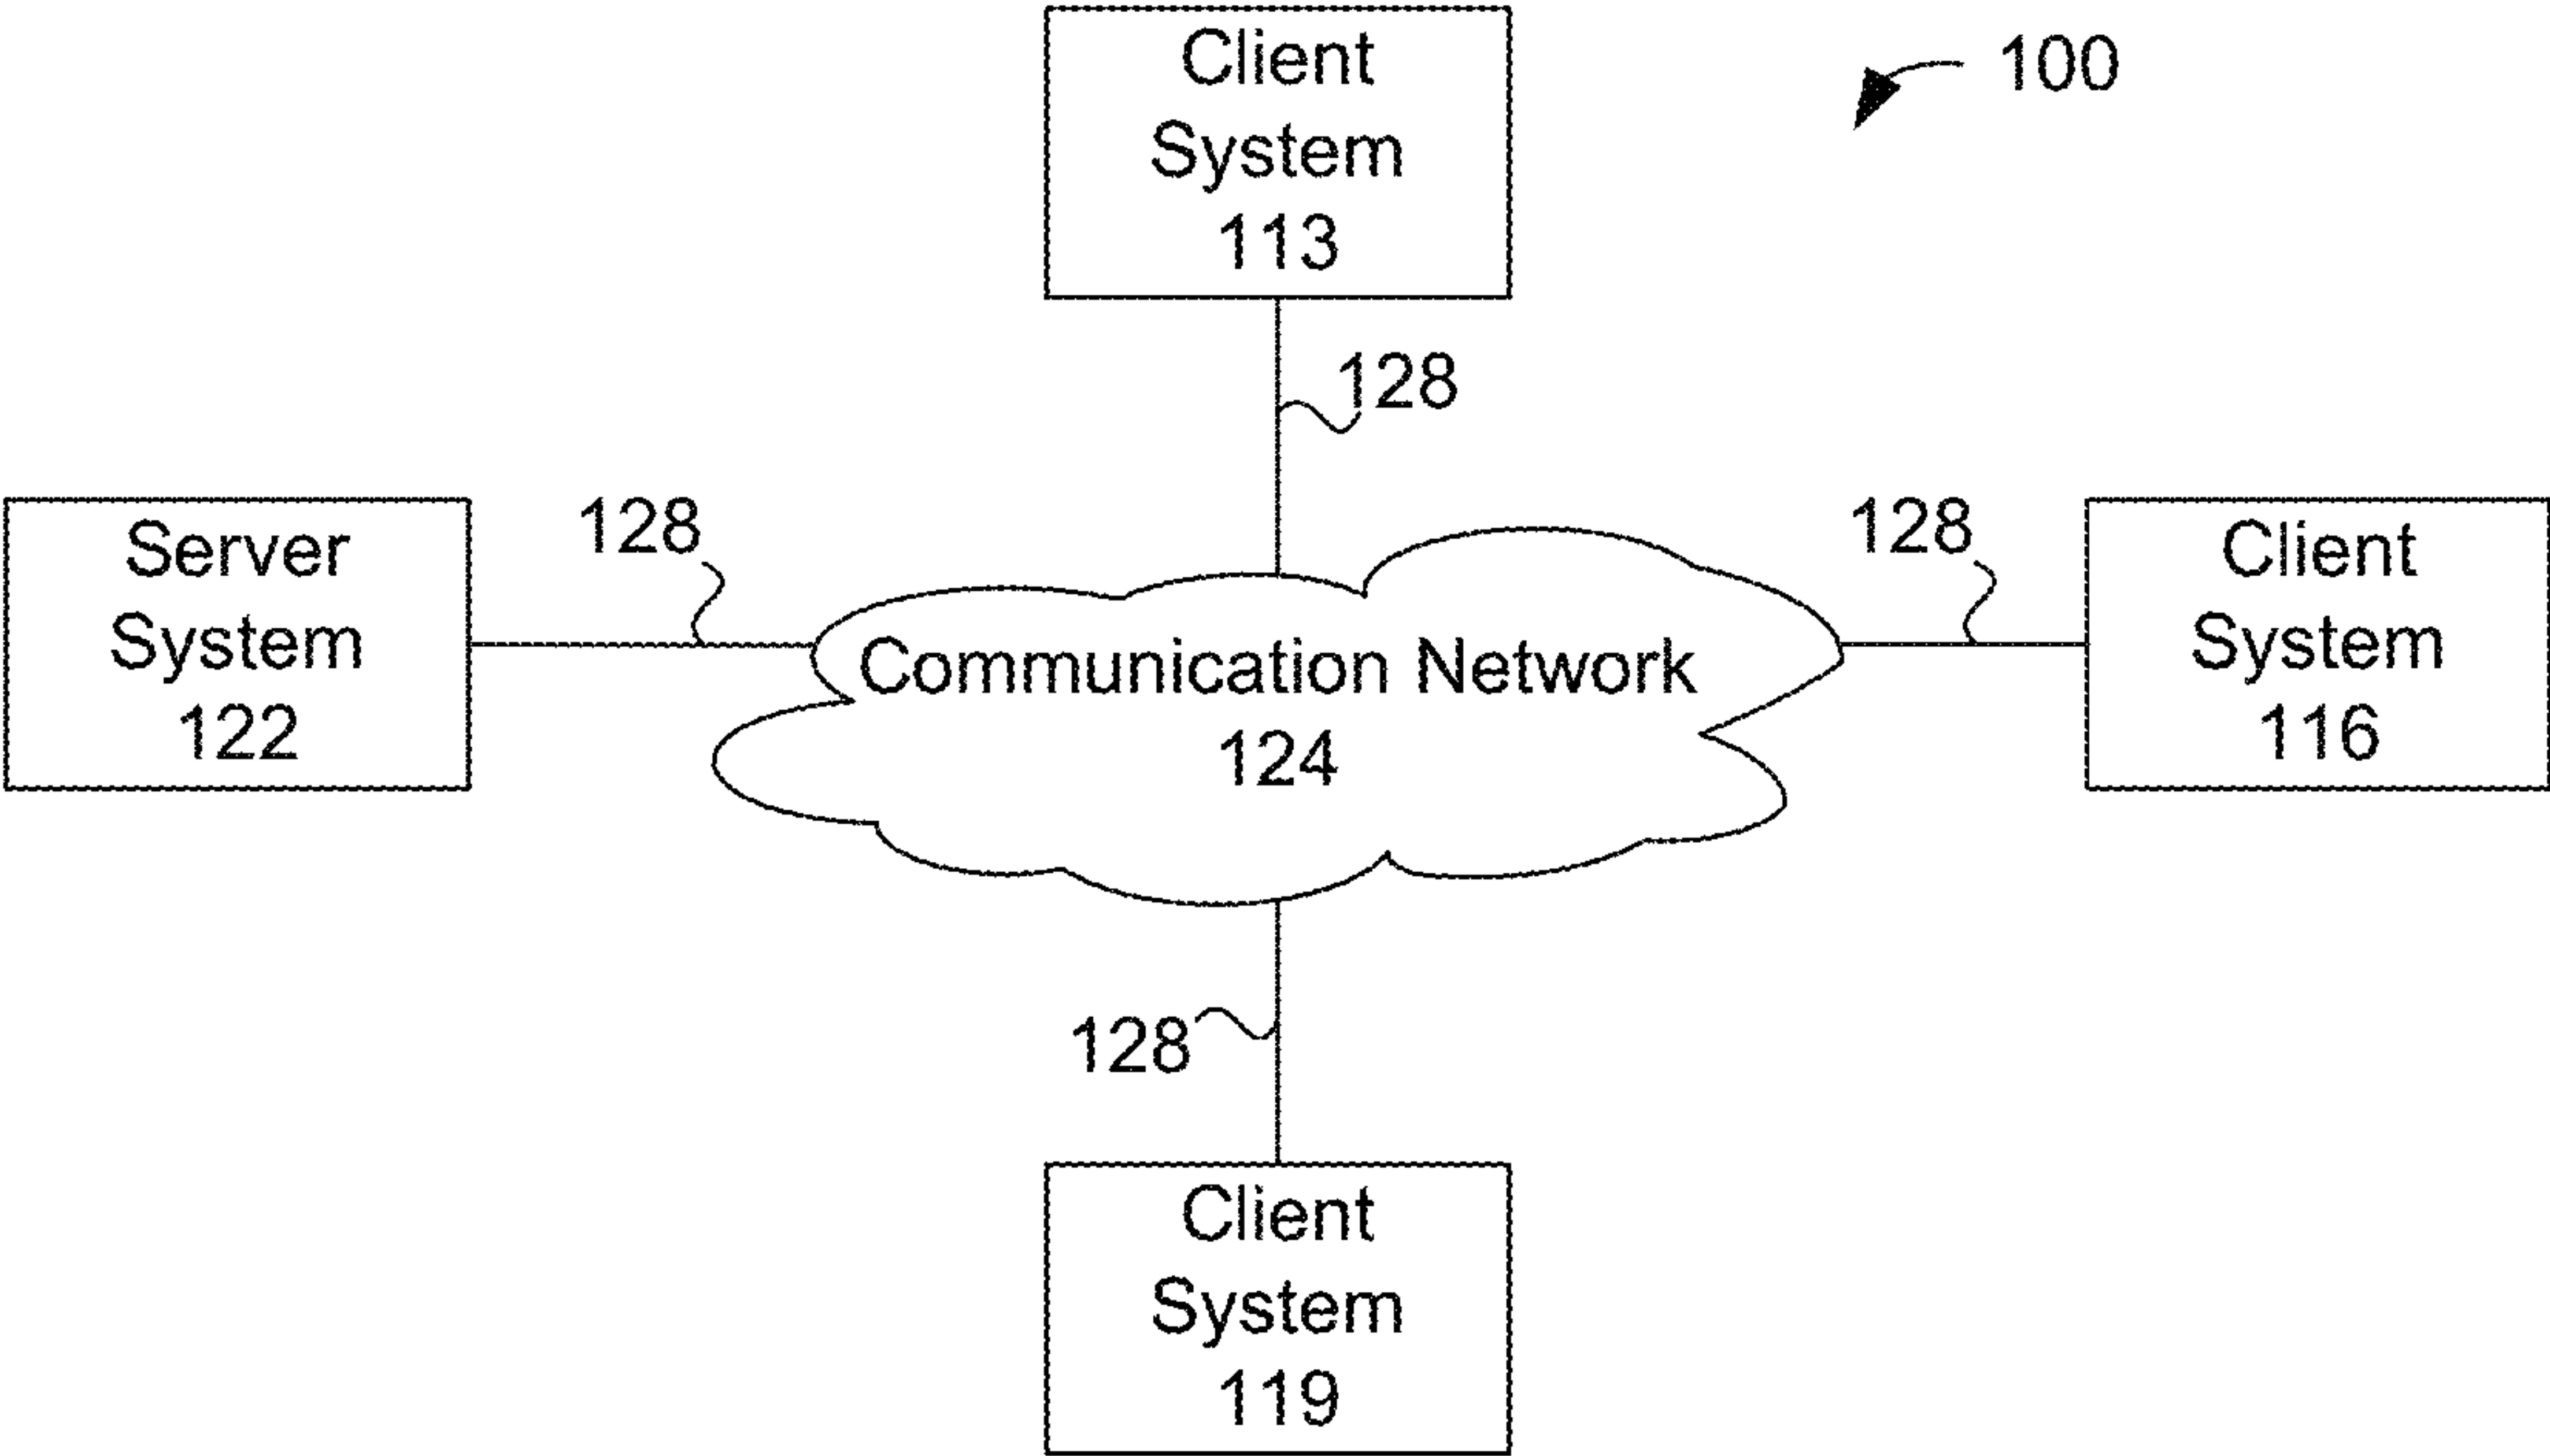 Client
System
113
100
128
Server
System
122
128
Communication Network
124
128
Client
System
116
128
Client
System
119